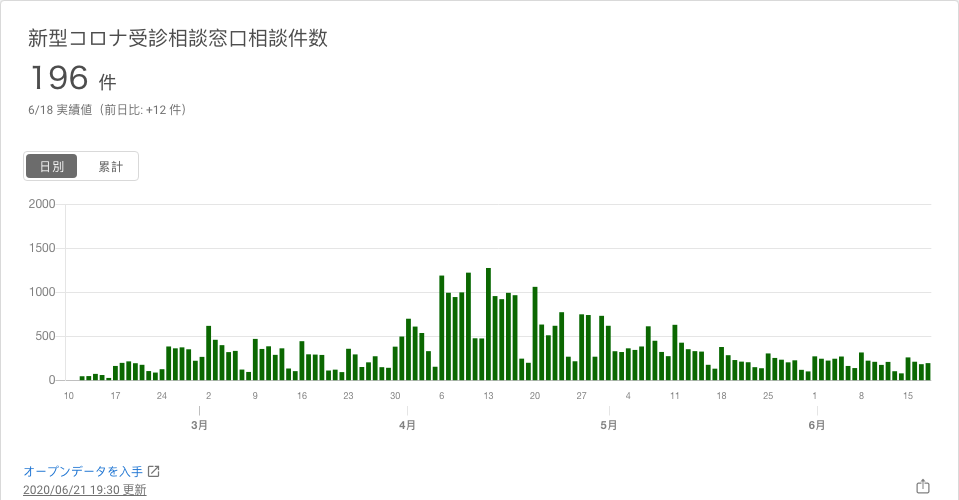 新型コロナ受診相談窓口相談件数
196 件
6/18 実績値（前日比: +12 件）
日別 累計
2000
1500
1000
500
0
10 17 24 2 9 16 23 30 6 13 20 27 4 11 18 25 1 8 15
3月 4月 5月 6月
オープンデータを入手
2020/06/21 19:30 更新